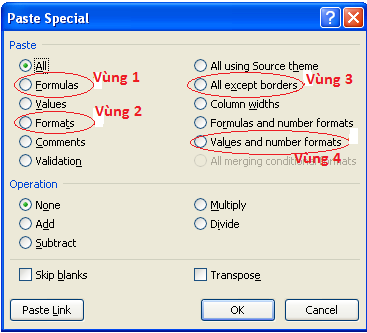 Paste Special
Paste
All
Formulas
Vùng 1
Values
Vùng 2
Formats
Comments
Validation
All using Source theme
Vùng 3
All except borders
Column widths
Formulas and number formats
Values and number formats
Vùng 4
All merging conditional formats
Operation
None
Add
Subtract
Multiply
Divide
Skip blanks
Transpose
Paste Link
OK
Cancel